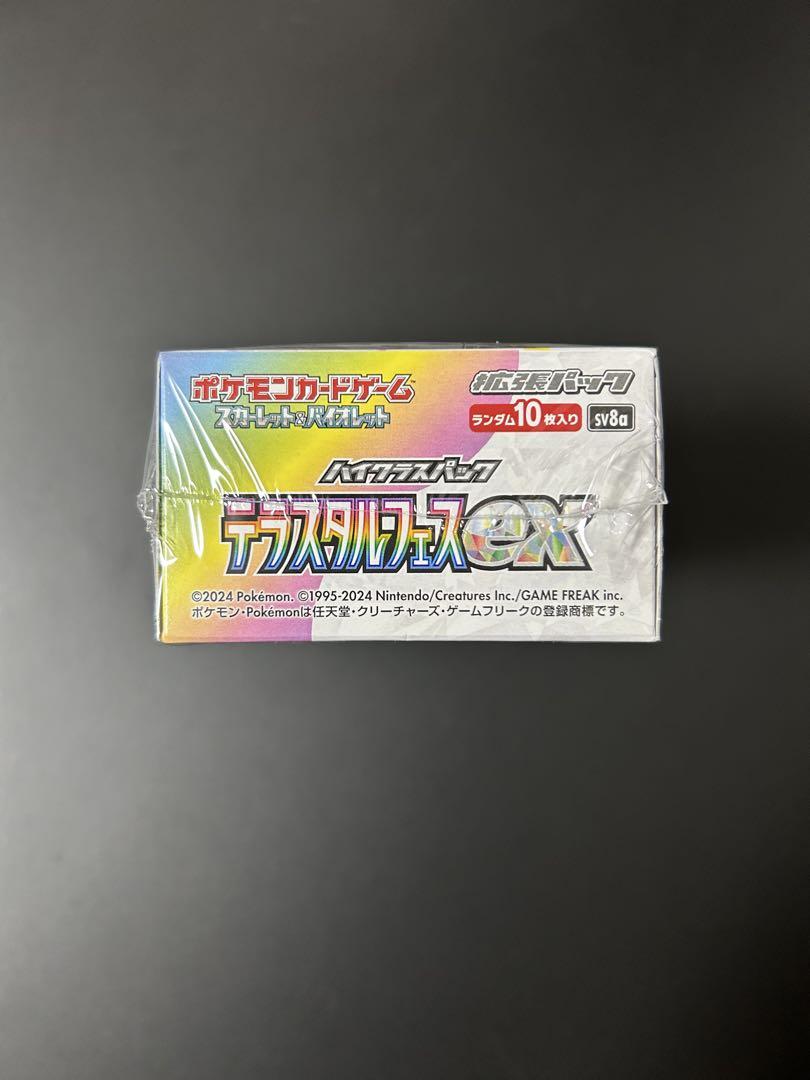 ポケモンカードゲーム™
スカーレット&バイオレット
拡張パック
ランダム10枚入り
SV8a
ハイクラスパック
テラスタルフェスex
©2024 Pokémon. ©1995-2024 Nintendo/Creatures Inc./GAME FREAK inc.
ポケモン・Pokémonは任天堂・クリーチャーズ・ゲームフリークの登録商標です。